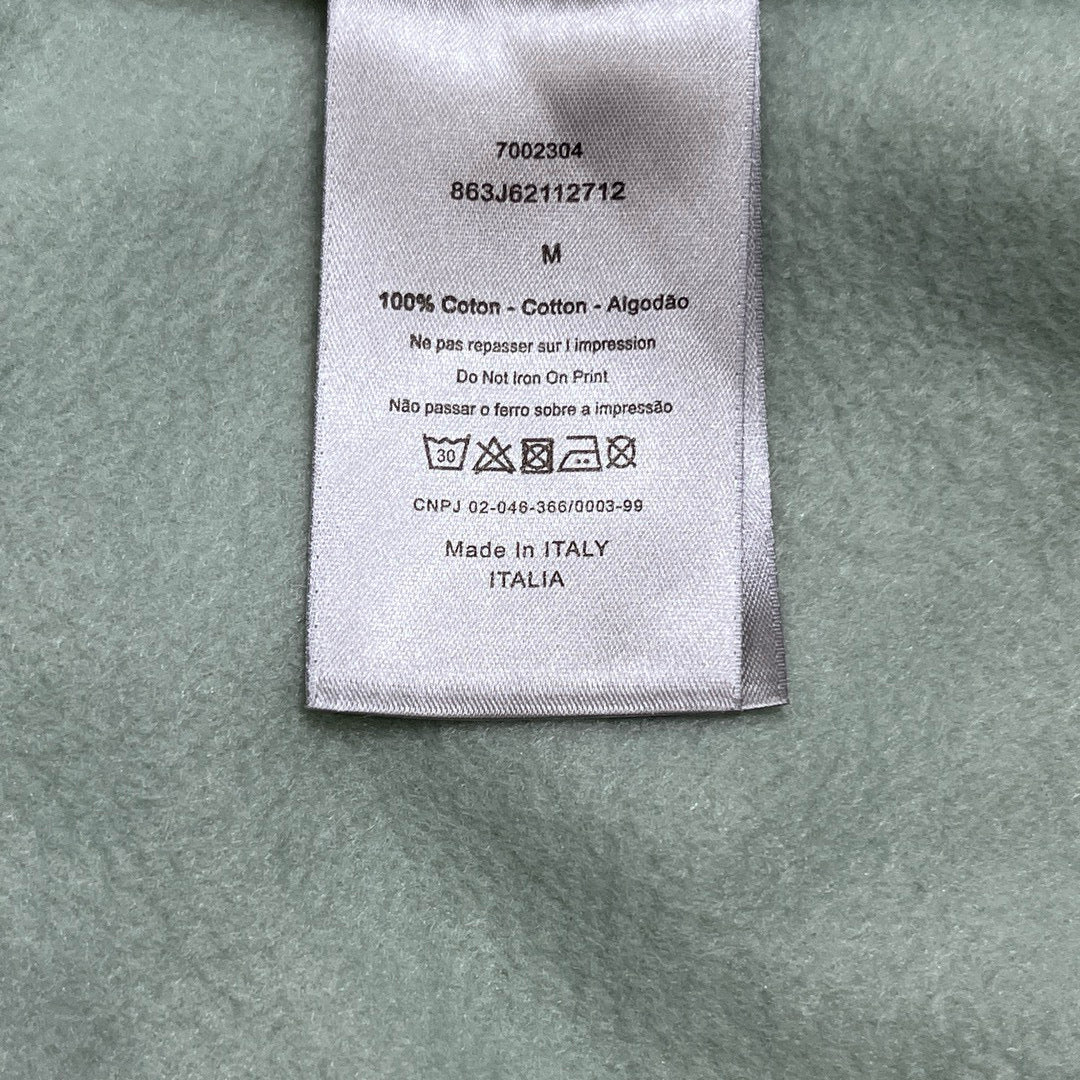 7002304
863J62112712
M
100% Coton - Cotton - Algodão
Ne pas repasser sur l impression
Do Not Iron On Print
Não passar o ferro sobre a impressão
30
CNPJ 02-046-366/0003-99
Made In ITALY
ITALIA